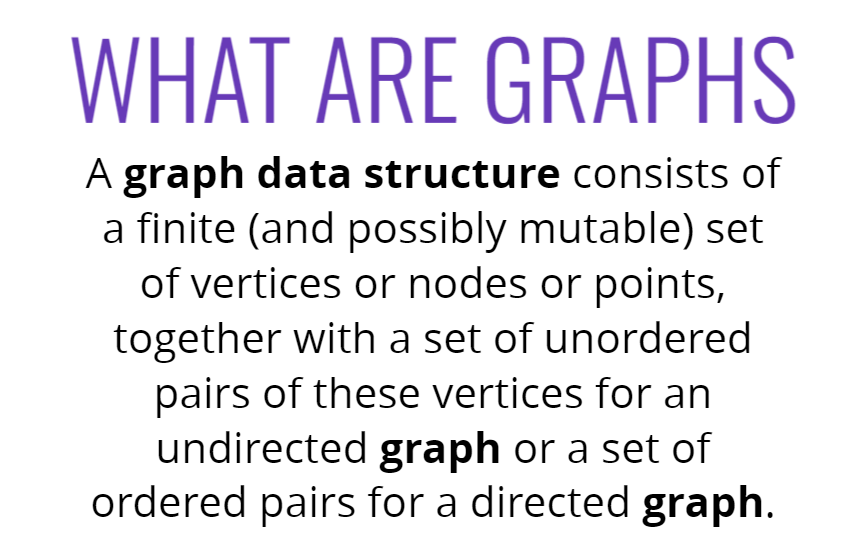 WHAT ARE GRAPHS
A graph data structure consists of
a finite (and possibly mutable) set
of vertices or nodes or points,
together with a set of unordered
pairs of these vertices for an
undirected graph or a set of
ordered pairs for a directed graph.